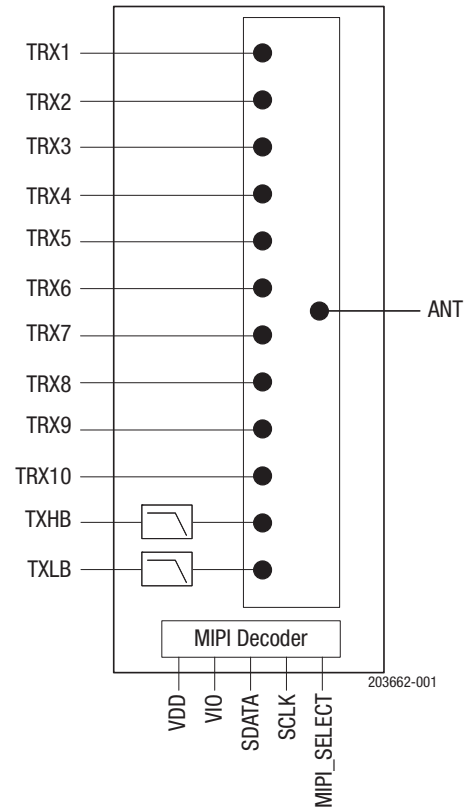 TRX1
TRX2
TRX3
TRX4
TRX5
TRX6
ANT
TRX7
TRX8
TRX9
TRX10
TXHB
TXLB
MIPI Decoder
203662-001
VDD
VIO
SDATA
SCLK
MIPI_SELECT